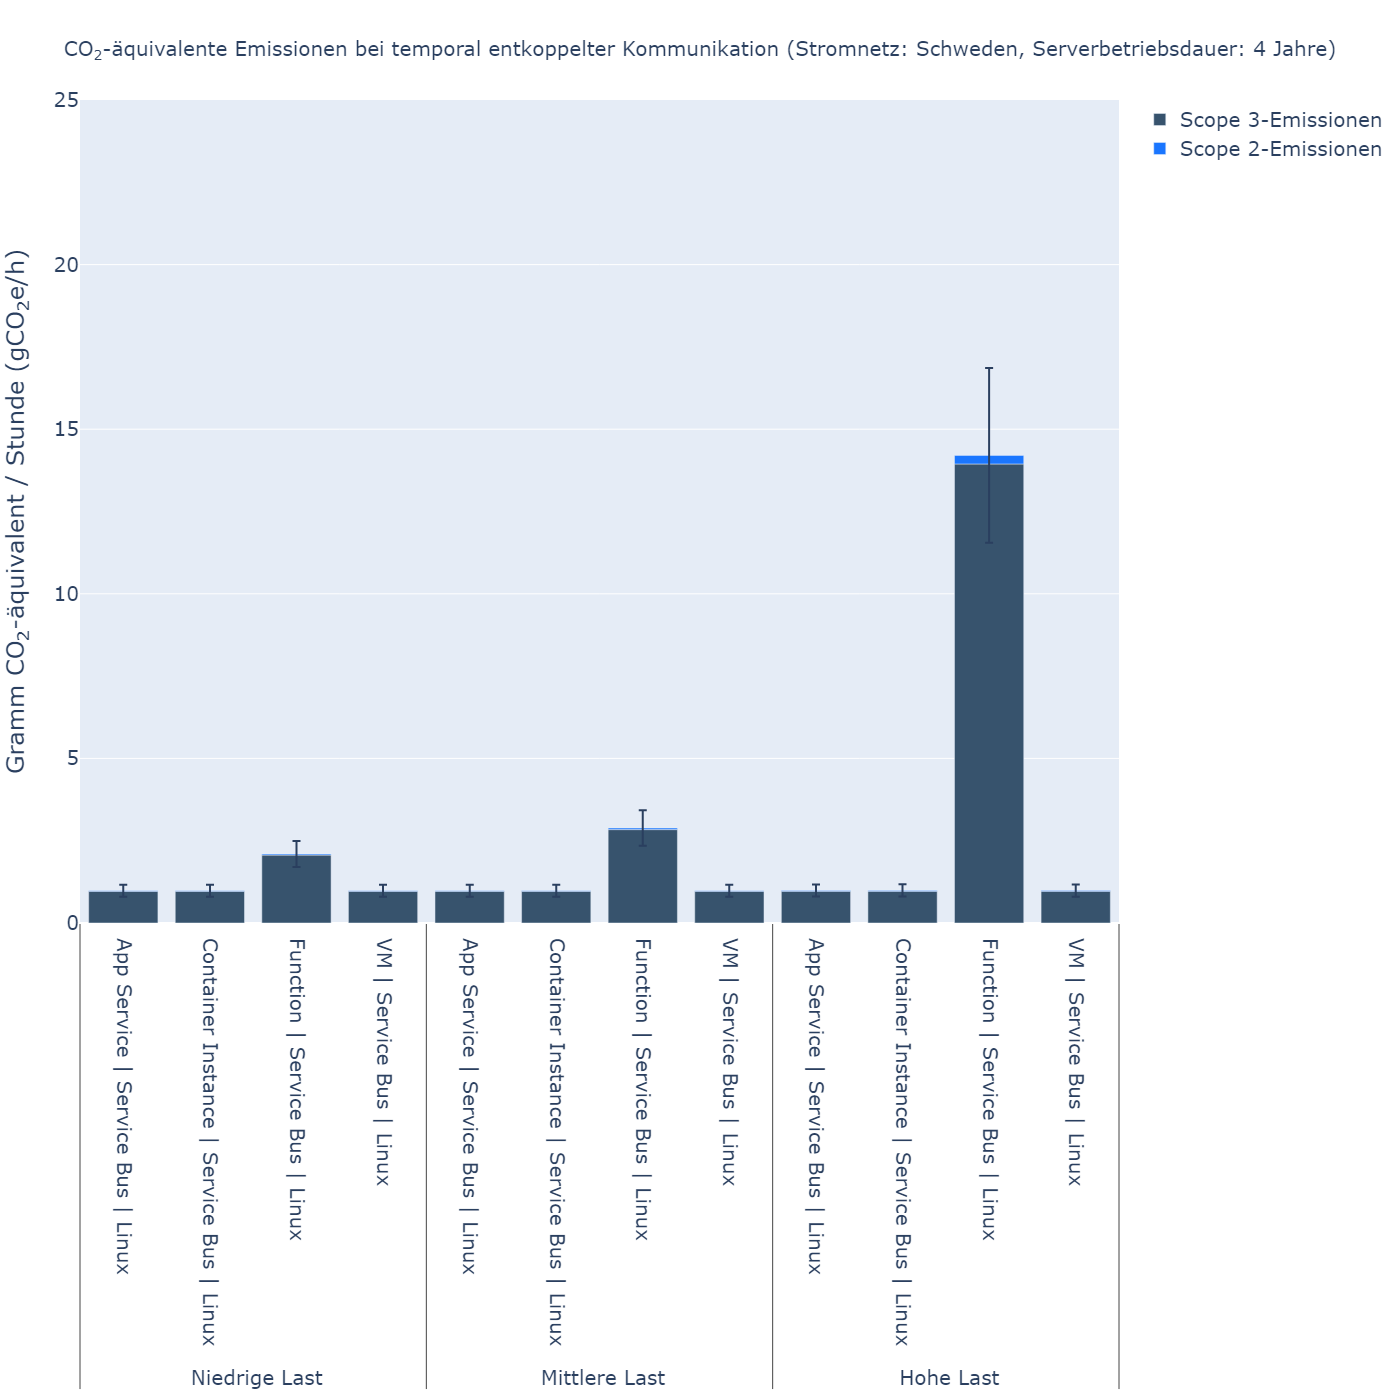 CO₂-äquivalente Emissionen bei temporal entkoppelter Kommunikation (Stromnetz: Schweden, Serverbetriebsdauer: 4 Jahre)
Scope 3-Emissionen
Scope 2-Emissionen
Gramm CO₂-äquivalent / Stunde (gCO₂e/h)
25
20
15
10
5
0
App Service | Service Bus | Linux
Container Instance | Service Bus | Linux
Function | Service Bus | Linux
VM | Service Bus | Linux
App Service | Service Bus | Linux
Container Instance | Service Bus | Linux
Function | Service Bus | Linux
VM | Service Bus | Linux
App Service | Service Bus | Linux
Container Instance | Service Bus | Linux
Function | Service Bus | Linux
VM | Service Bus | Linux
Niedrige Last
Mittlere Last
Hohe Last